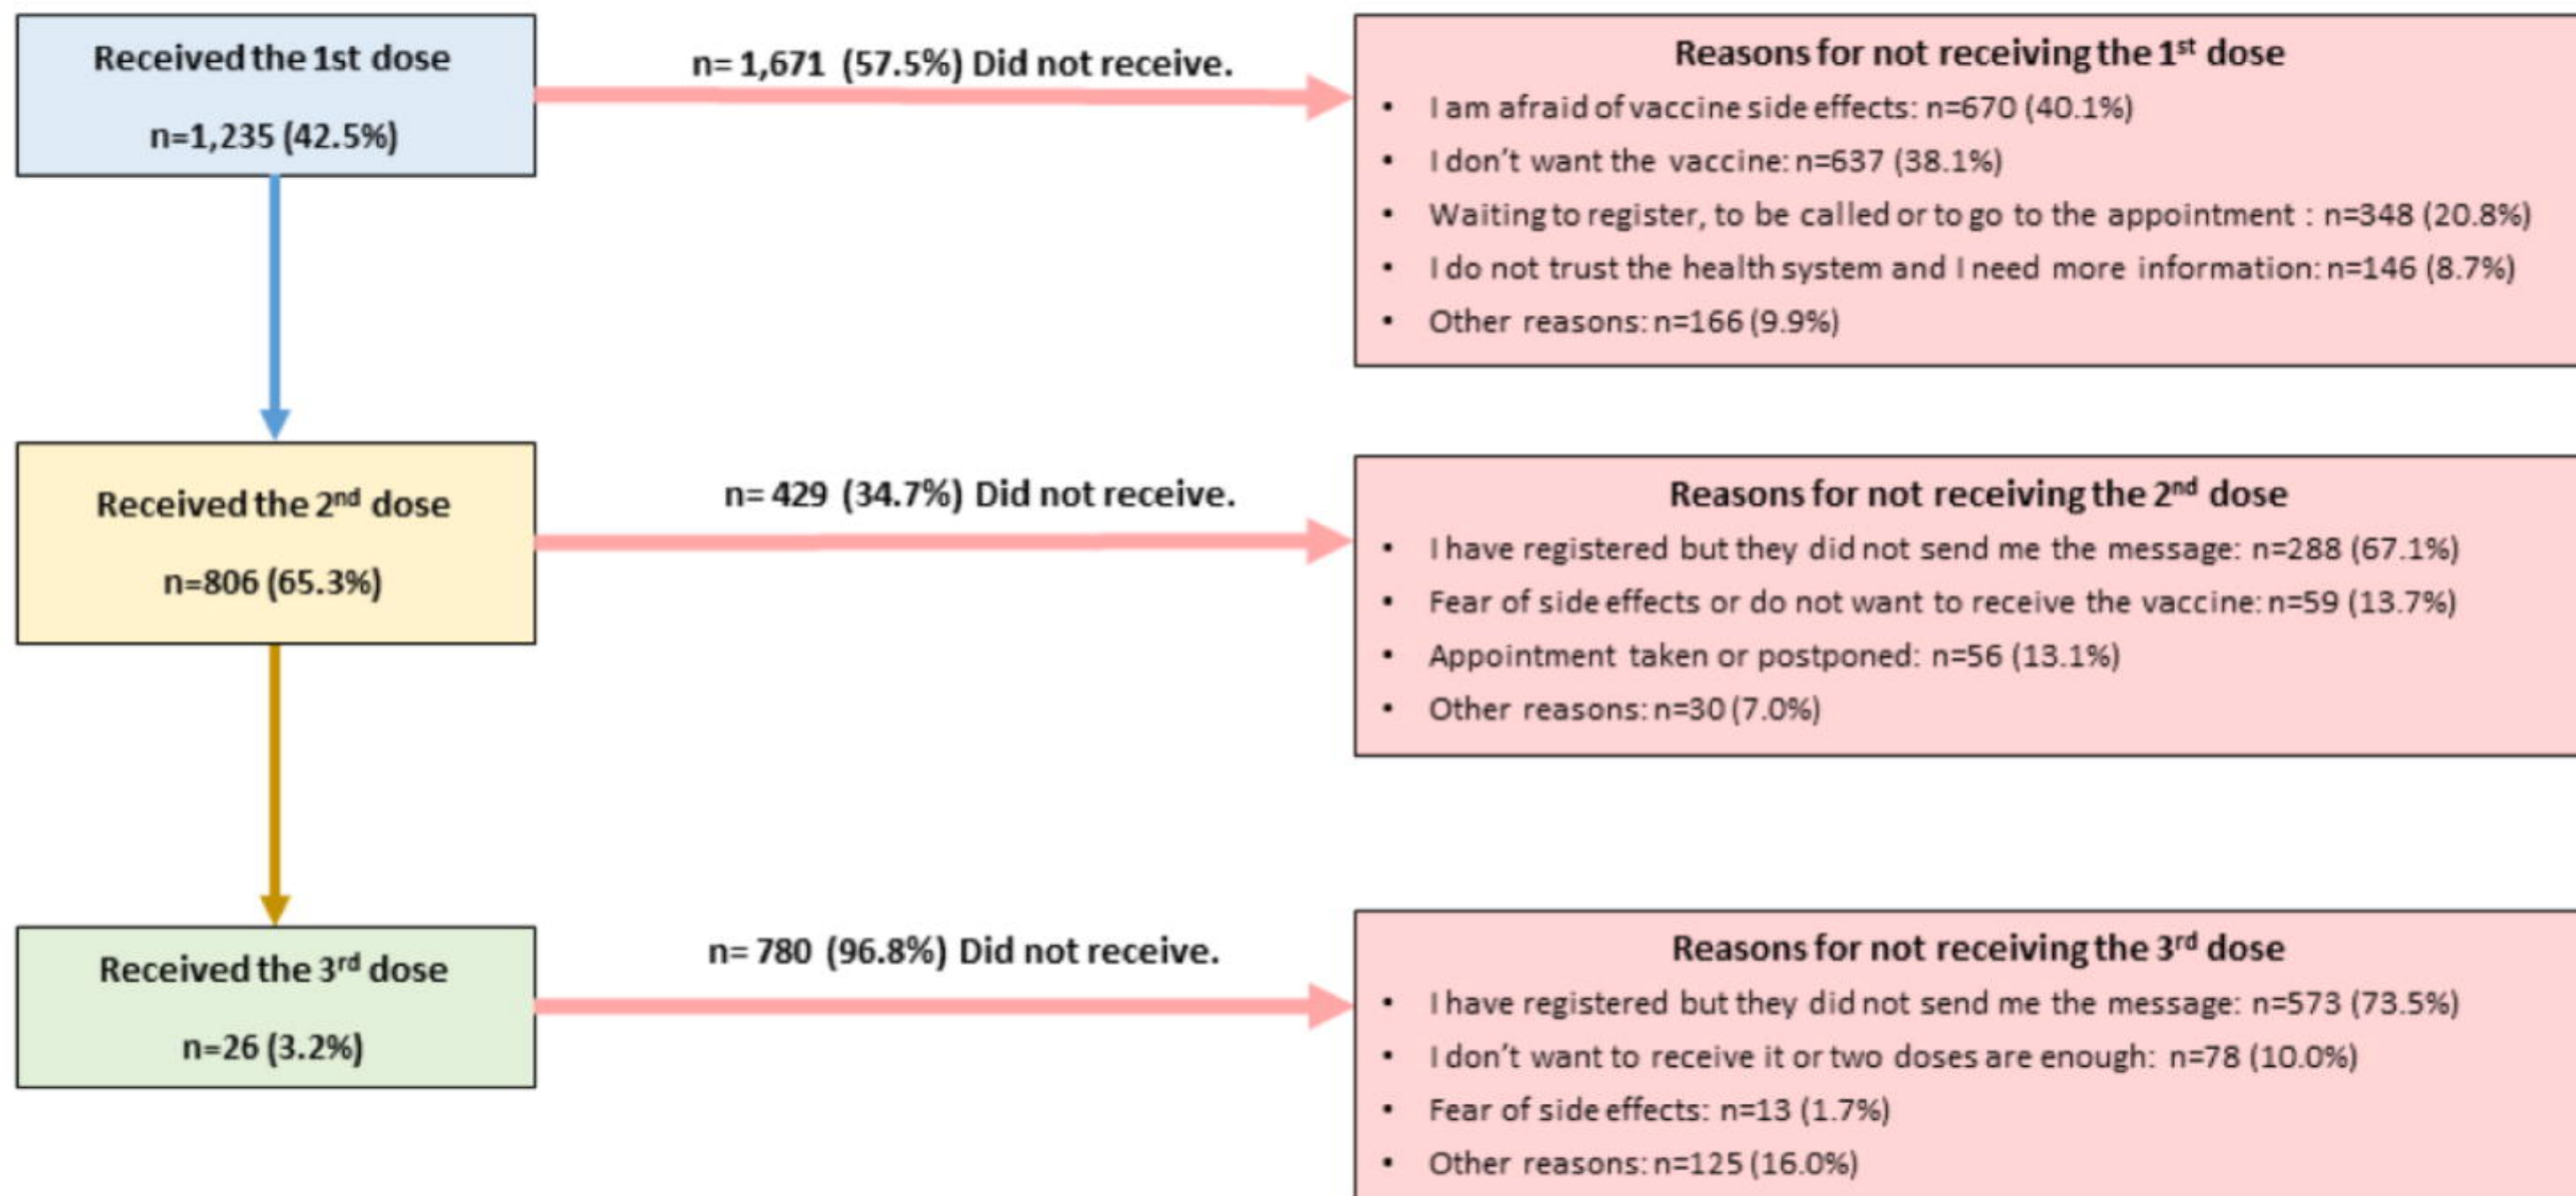 Received the 1st dose
n=1,235 (42.5%)
n= 1,671 (57.5%) Did not receive.
Reasons for not receiving the 1st dose
• I am afraid of vaccine side effects: n=670 (40.1%)
• I don't want the vaccine: n=637 (38.1%)
• Waiting to register, to be called or to go to the appointment : n=348 (20.8%)
• I do not trust the health system and I need more information: n=146 (8.7%)
• Other reasons: n=166 (9.9%)
Received the 2nd dose
n=806 (65.3%)
n= 429 (34.7%) Did not receive.
Reasons for not receiving the 2nd dose
• I have registered but they did not send me the message: n=288 (67.1%)
• Fear of side effects or do not want to receive the vaccine: n=59 (13.7%)
• Appointment taken or postponed: n=56 (13.1%)
• Other reasons: n=30 (7.0%)
Received the 3rd dose
n=26 (3.2%)
n= 780 (96.8%) Did not receive.
Reasons for not receiving the 3rd dose
• I have registered but they did not send me the message: n=573 (73.5%)
• I don't want to receive it or two doses are enough: n=78 (10.0%)
• Fear of side effects: n=13 (1.7%)
• Other reasons: n=125 (16.0%)